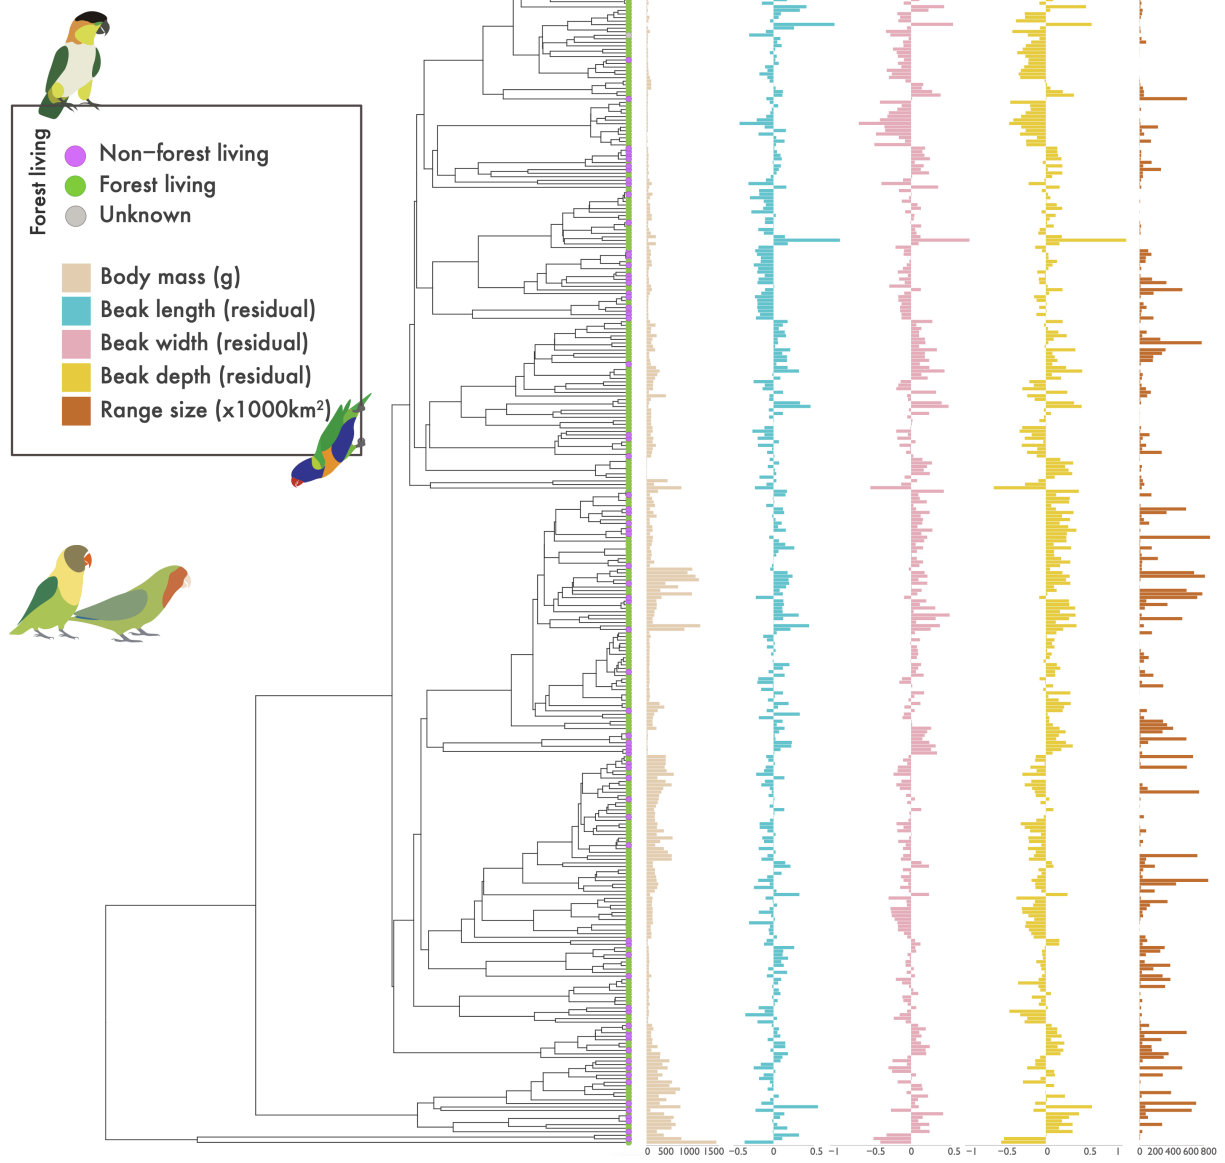 Forest living
Non–forest living
Forest living
Unknown
Body mass (g)
Beak length (residual)
Beak width (residual)
Beak depth (residual)
Range size (x1000km²)
0 500 1000 1500 −0.5 0 0.5 −1 −0.5 0 0.5 −1 −0.5 0 0.5 1 0 200 400 600 800